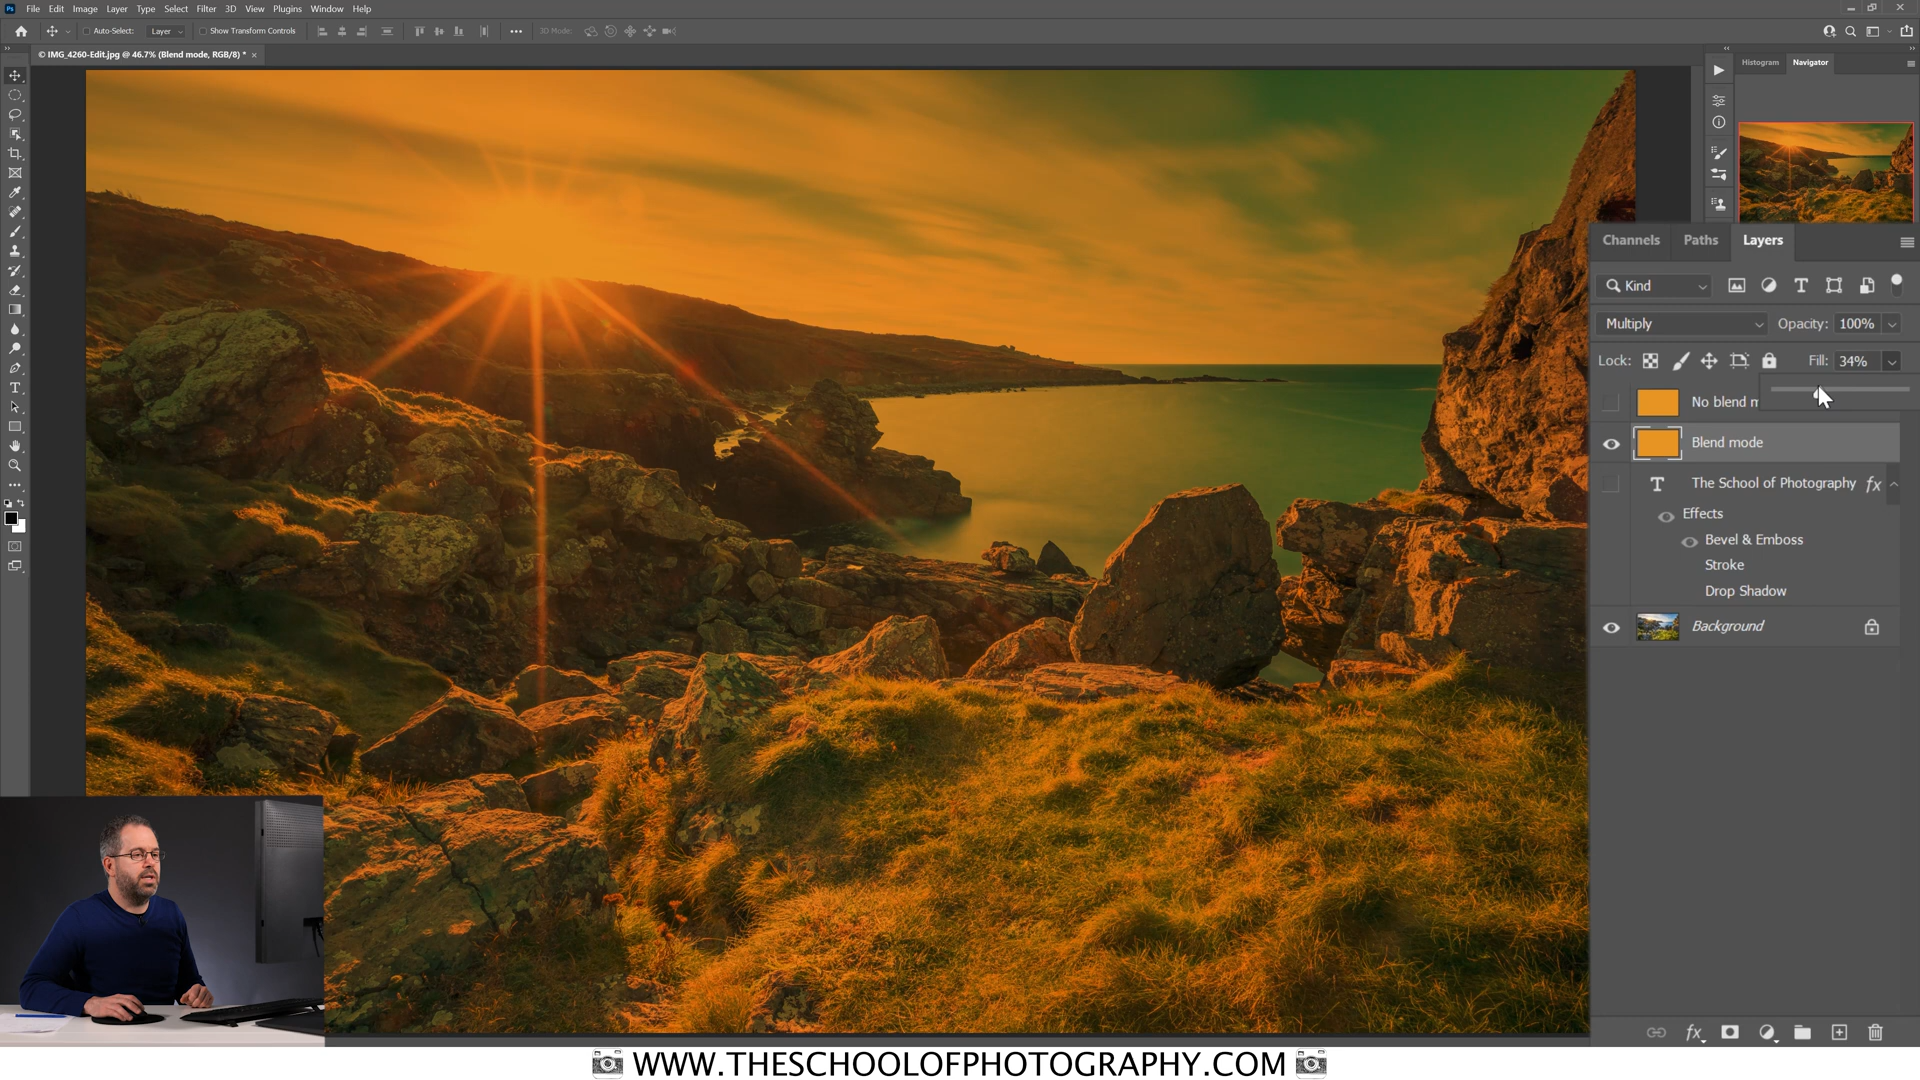 Ps File Edit Image Layer Type Select Filter 3D View Plugins Window Help
Auto-Select: Layer Show Transform Controls 3D Mode:
© IMG_4260-Edit.jpg @ 46.7% (Blend mode, RGB/8) *
Histogram Navigator
Channels Paths Layers
Kind
Multiply Opacity: 100%
Lock: Fill: 34%
No blend m
Blend mode
T The School of Photography fx
Effects
Bevel & Emboss
Stroke
Drop Shadow
Background
fx
WWW.THESCHOOLOFPHOTOGRAPHY.COM